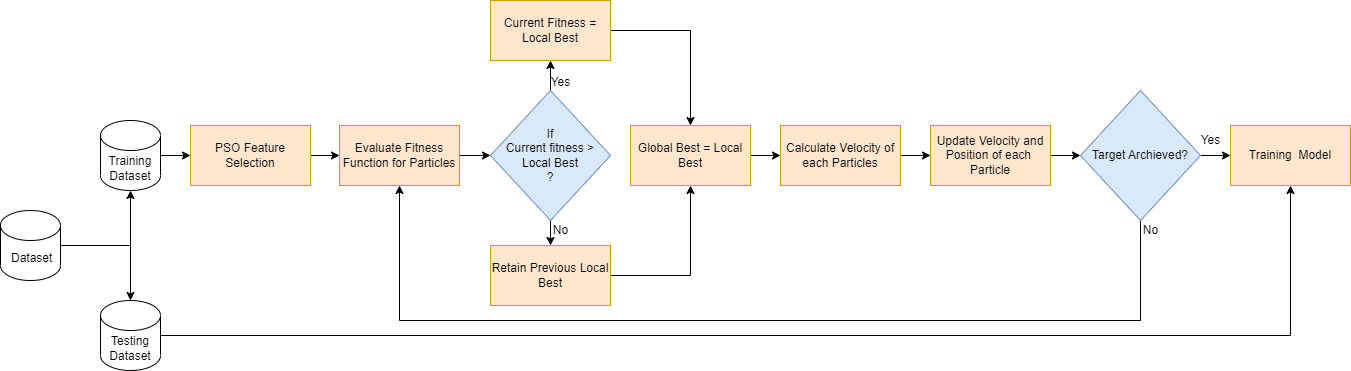 Current Fitness =
Local Best
Yes
If
Current fitness >
Local Best
?
No
Retain Previous Local
Best
Training
Dataset
PSO Feature
Selection
Evaluate Fitness
Function for Particles
Global Best = Local
Best
Calculate Velocity of
each Particles
Update Velocity and
Position of each
Particle
Target Archieved?
Yes
No
Training Model
Dataset
Testing
Dataset